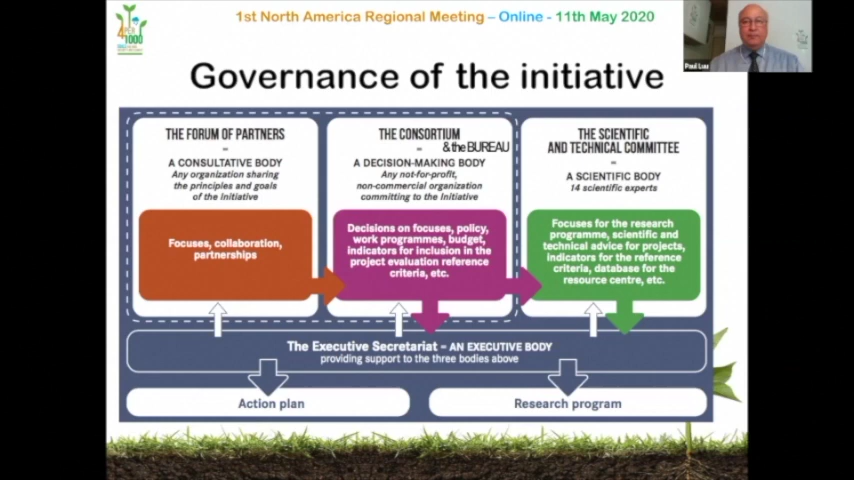 1st North America Regional Meeting – Online - 11th May 2020
4PER
1000
Paul Luu
Governance of the initiative
THE FORUM OF PARTNERS
=
A CONSULTATIVE BODY
Any organization sharing
the principles and goals
of the initiative
Focuses, collaboration,
partnerships
THE CONSORTIUM
& the BUREAU
=
A DECISION-MAKING BODY
Any not-for-profit,
non-commercial organization
committing to the Initiative
Decisions on focuses, policy,
work programmes, budget,
indicators for inclusion in the
project evaluation reference
criteria, etc.
THE SCIENTIFIC
AND TECHNICAL COMMITTEE
=
A SCIENTIFIC BODY
14 scientific experts
Focuses for the research
programme, scientific and
technical advice for projects,
indicators for the reference
criteria, database for the
resource centre, etc.
The Executive Secretariat = AN EXECUTIVE BODY
providing support to the three bodies above
Action plan
Research program